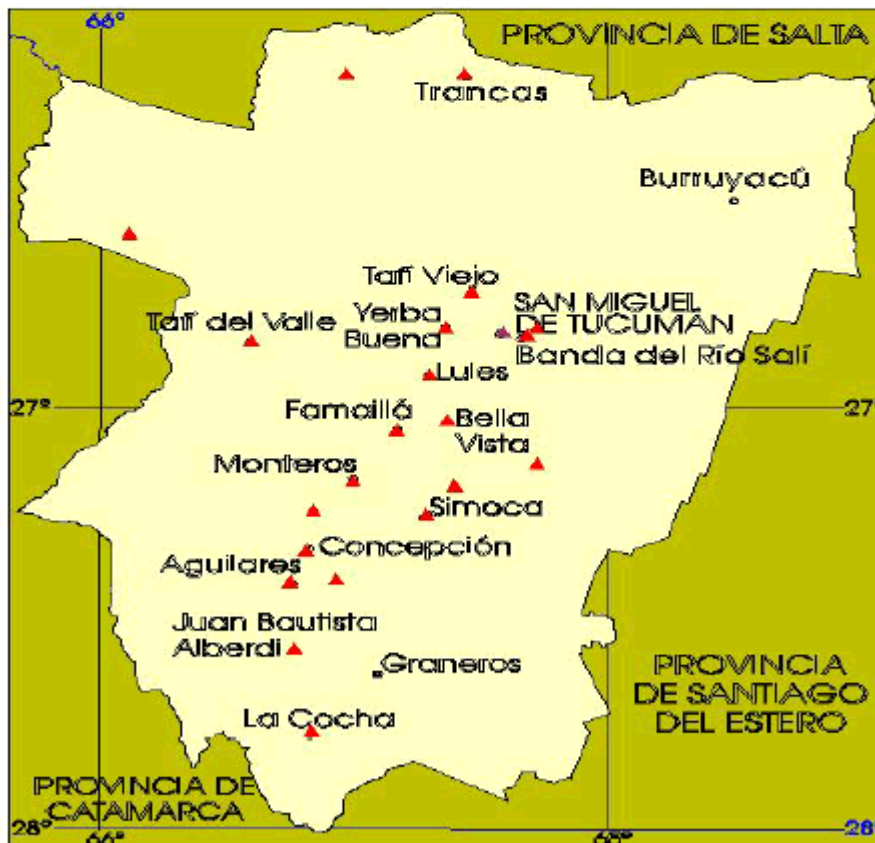 66°
PROVINCIA DE SALTA
Trancas
Burruyacú
Tafí Viejo
SAN MIGUEL
DE TUCUMAN
Yerba
Buena
Tafí del Valle
Banda del Río Salí
Lules
27°
27°
Famaillá
Bella
Vista
Monteros
Simoca
Concepción
Aguilares
Juan Bautista
Alberdi
Graneros
PROVINCIA
DE SANTIAGO
DEL ESTERO
La Cocha
PROVINCIA DE
CATAMARCA
28°
66°
28°